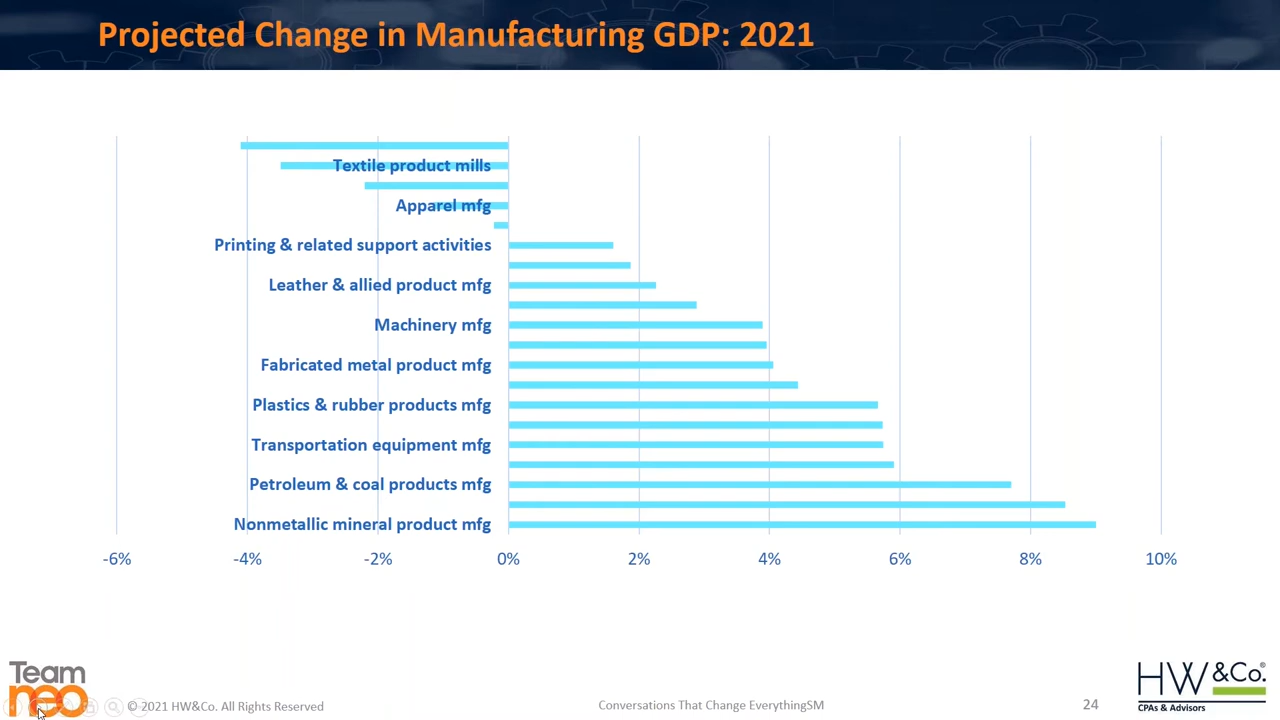 Projected Change in Manufacturing GDP: 2021
Textile product mills
Apparel mfg
Printing & related support activities
Leather & allied product mfg
Machinery mfg
Fabricated metal product mfg
Plastics & rubber products mfg
Transportation equipment mfg
Petroleum & coal products mfg
Nonmetallic mineral product mfg
-6% -4% -2% 0% 2% 4% 6% 8% 10%
Team
neo
© 2021 HW&Co. All Rights Reserved
Conversations That Change EverythingSM
24
HW&Co.®
CPAs & Advisors